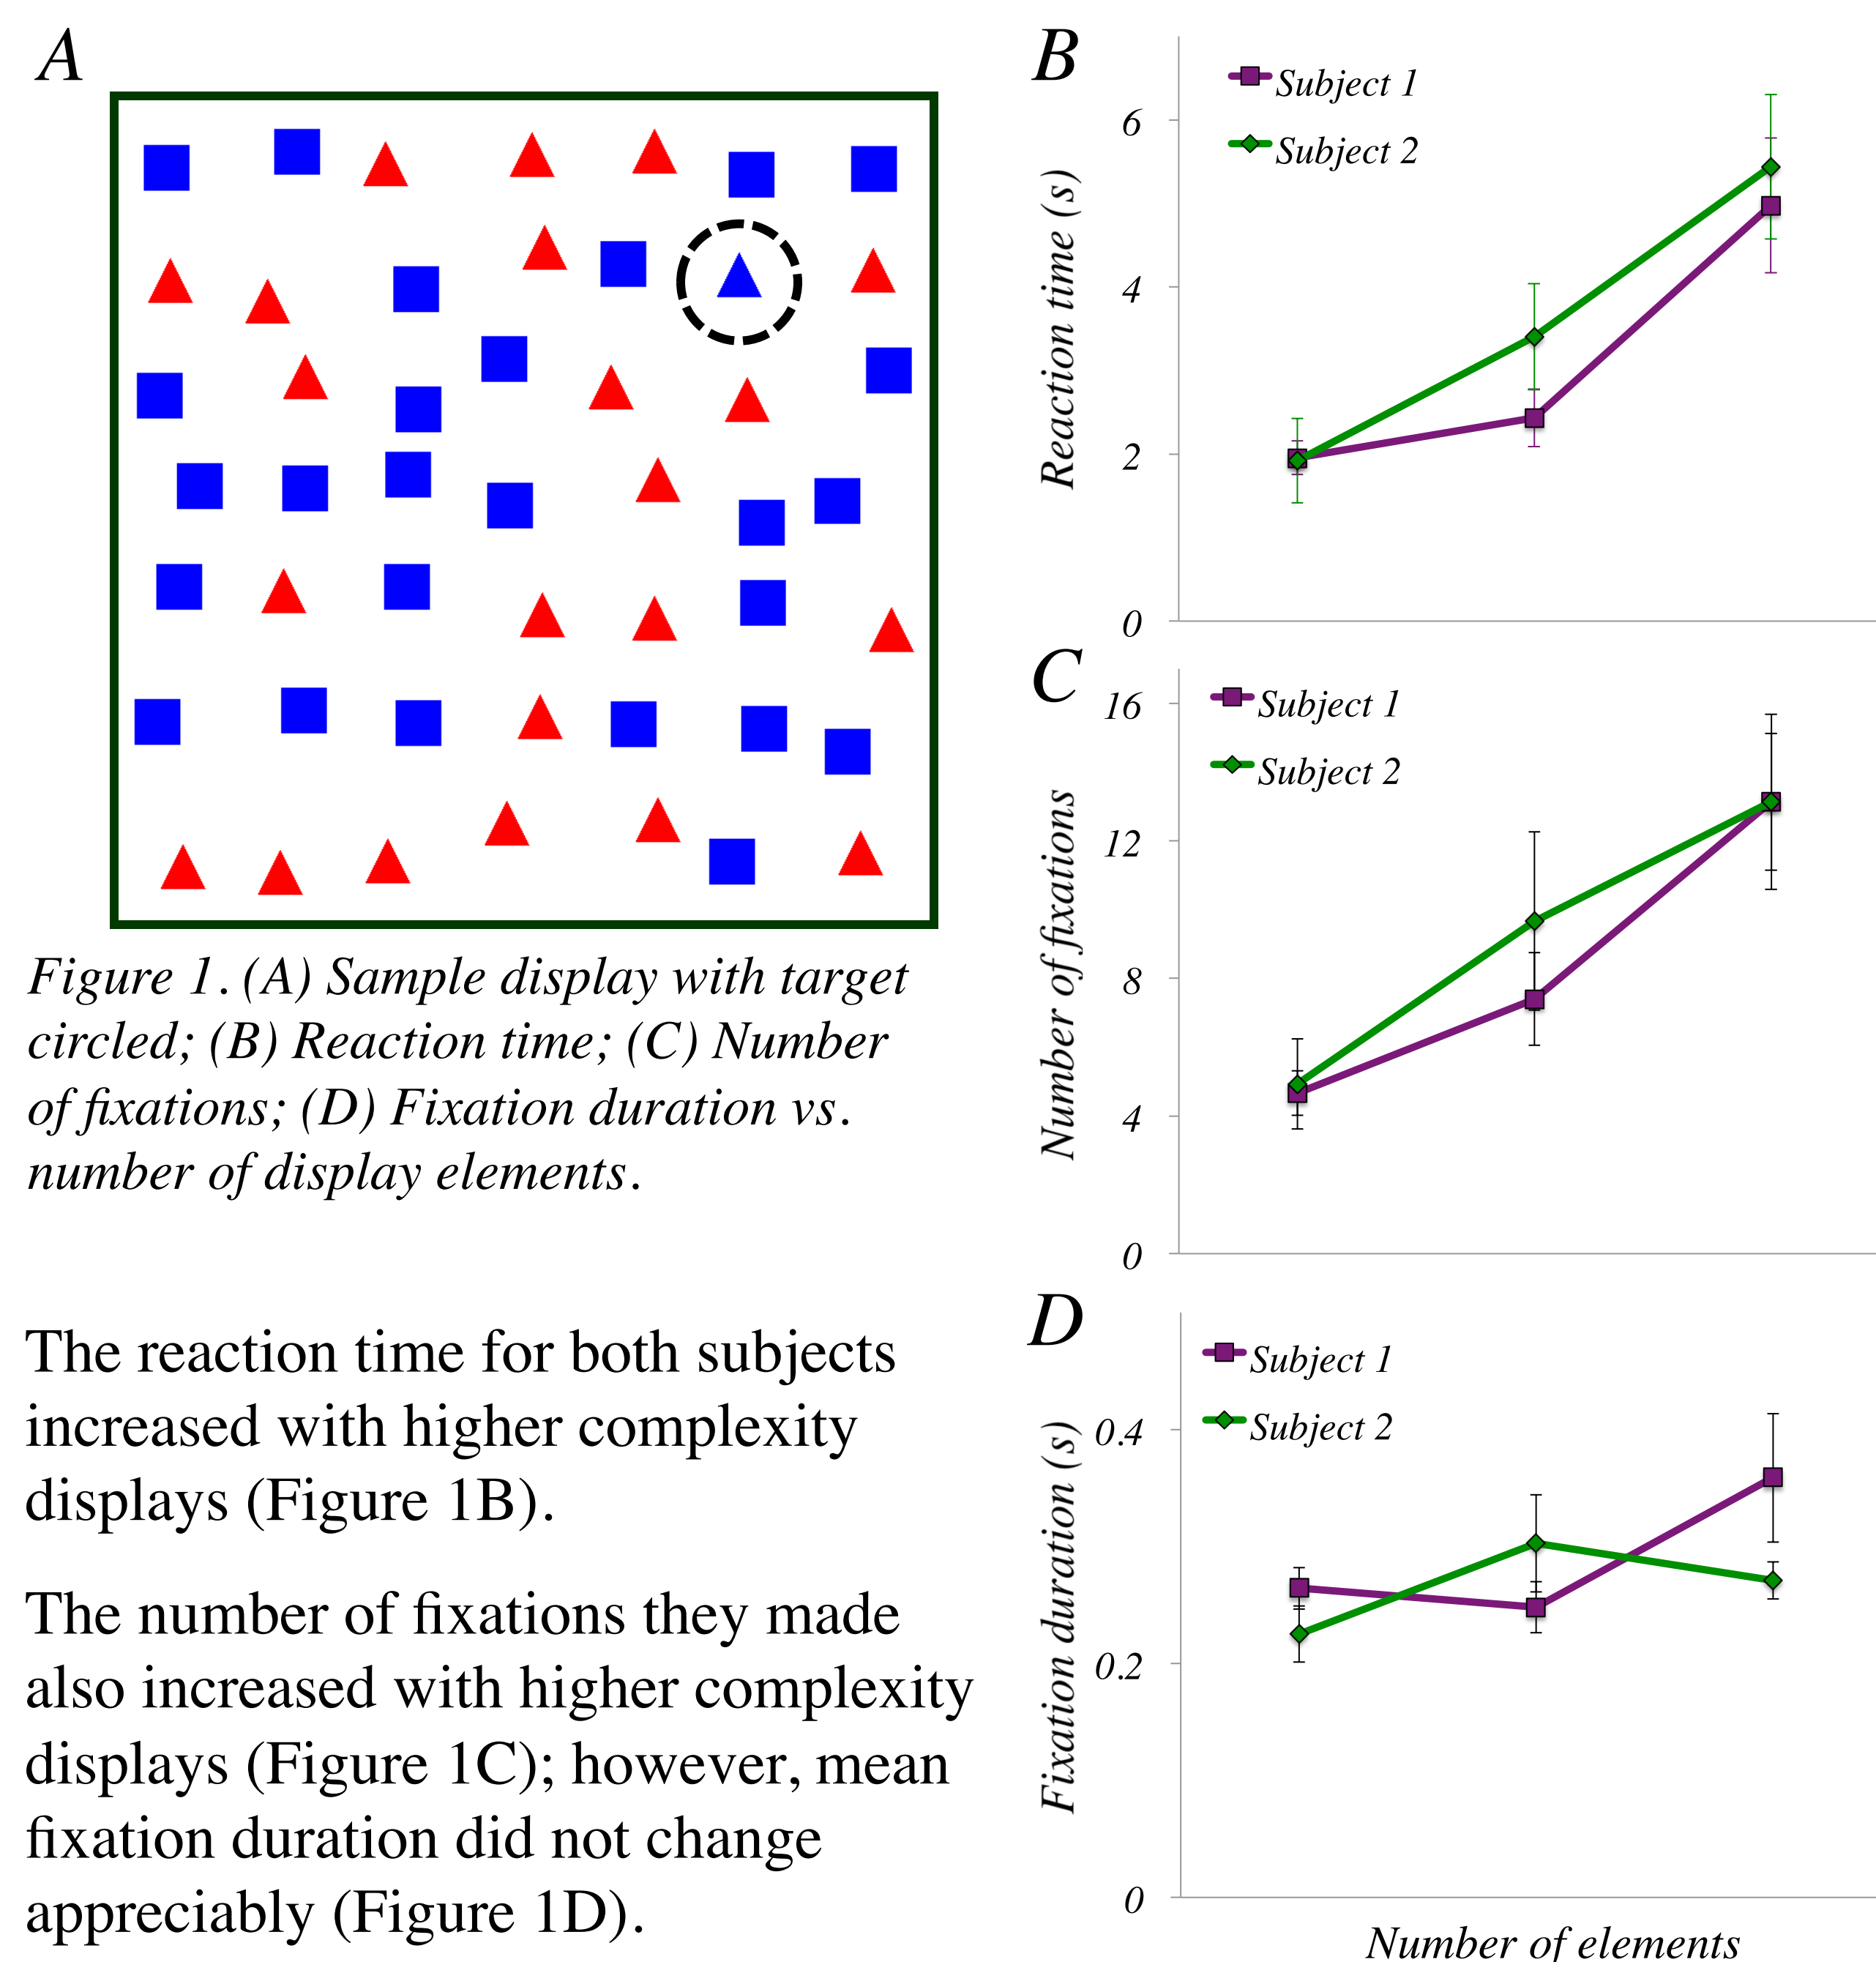 A
Figure 1. (A) Sample display with target
circled; (B) Reaction time; (C) Number
of fixations; (D) Fixation duration vs.
number of display elements.
The reaction time for both subjects
increased with higher complexity
displays (Figure 1B).
The number of fixations they made
also increased with higher complexity
displays (Figure 1C); however, mean
fixation duration did not change
appreciably (Figure 1D).
B
Subject 1
Subject 2
Reaction time (s)
6
4
2
0
C
Subject 1
Subject 2
Number of fixations
16
12
8
4
0
D
Subject 1
Subject 2
Fixation duration (s)
0.4
0.2
0
Number of elements